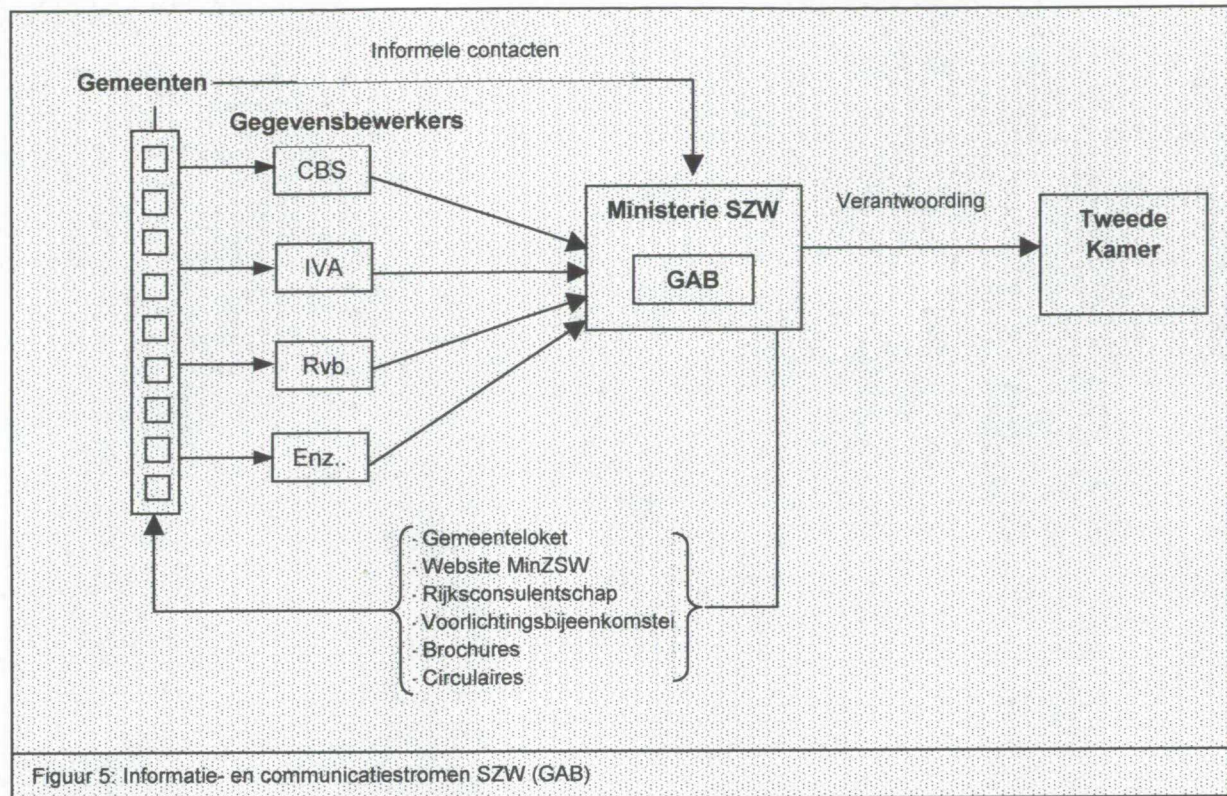 Informele contacten
Gemeenten
Gegevensbewerkers
CBS
IVA
Rvb
Enz..
Ministerie SZW
GAB
Verantwoording
Tweede
Kamer
- Gemeenteloket
- Website MinZSW
- Rijksconsulentschap
- Voorlichtingsbijeenkomster
- Brochures
- Circulaires
Figuur 5: Informatie- en communicatiestromen SZW (GAB)